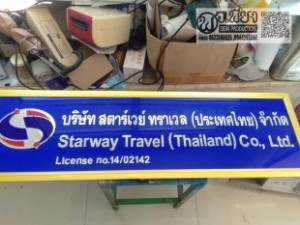 บริษัท สตาร์เวย์ ทราเวล (ประเทศไทย) จำกัด
Starway Travel (Thailand) Co., Ltd.
License no.14/02142